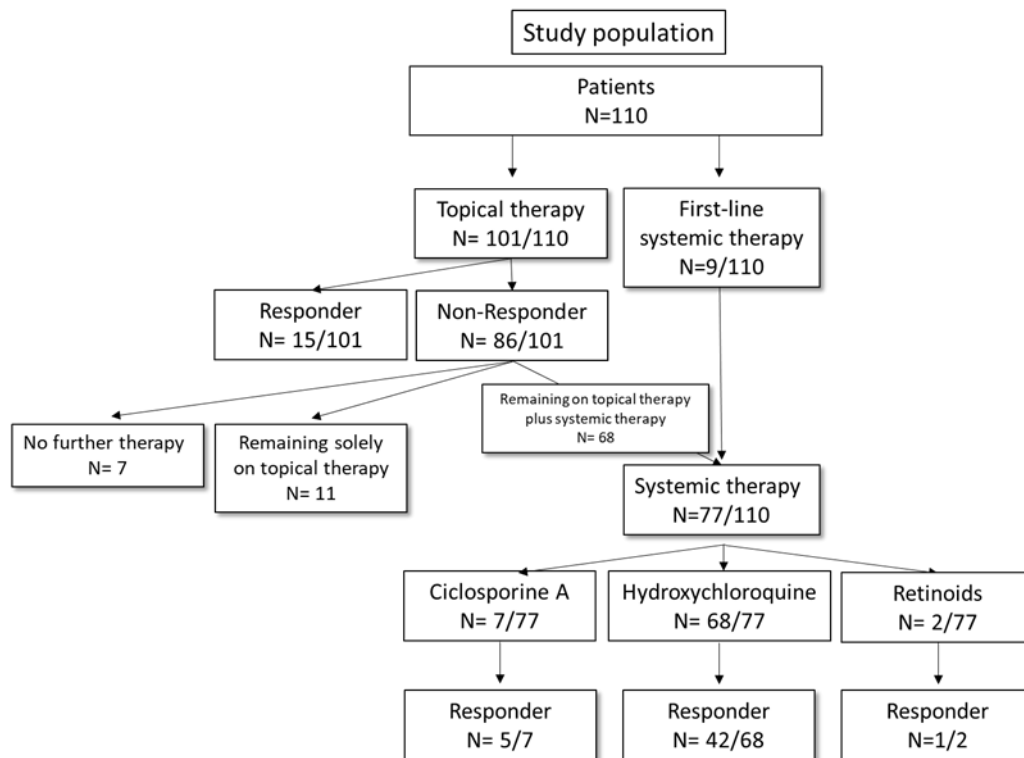 Study population
Patients
N=110
Topical therapy
N= 101/110
First-line
systemic therapy
N=9/110
Responder
N= 15/101
Non-Responder
N= 86/101
Remaining on topical therapy
plus systemic therapy
N= 68
No further therapy
N= 7
Remaining solely
on topical therapy
N= 11
Systemic therapy
N=77/110
Ciclosporine A
N= 7/77
Hydroxychloroquine
N= 68/77
Retinoids
N= 2/77
Responder
N= 5/7
Responder
N= 42/68
Responder
N=1/2